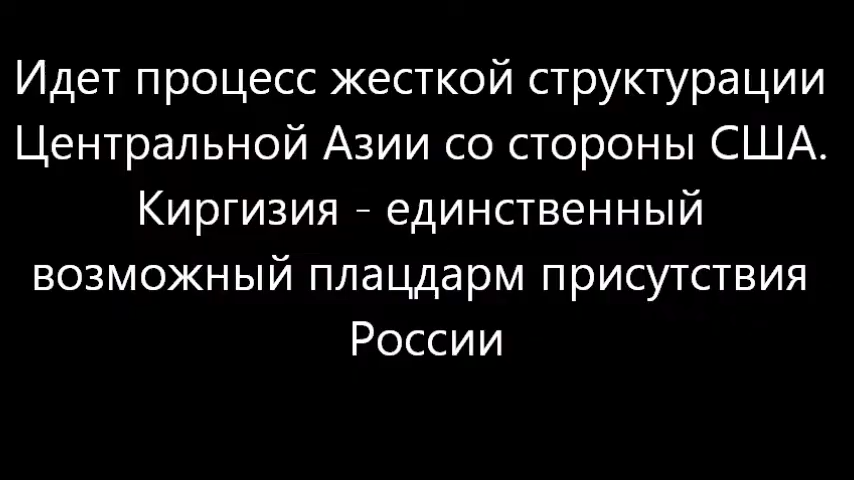 Идет процесс жесткой структурации
Центральной Азии со стороны США.
Киргизия - единственный
возможный плацдарм присутствия
России